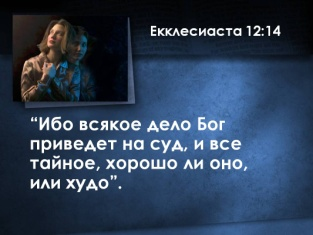 Екклесиаста 12:14
“Ибо всякое дело Бог
приведет на суд, и все
тайное, хорошо ли оно,
или худо”.